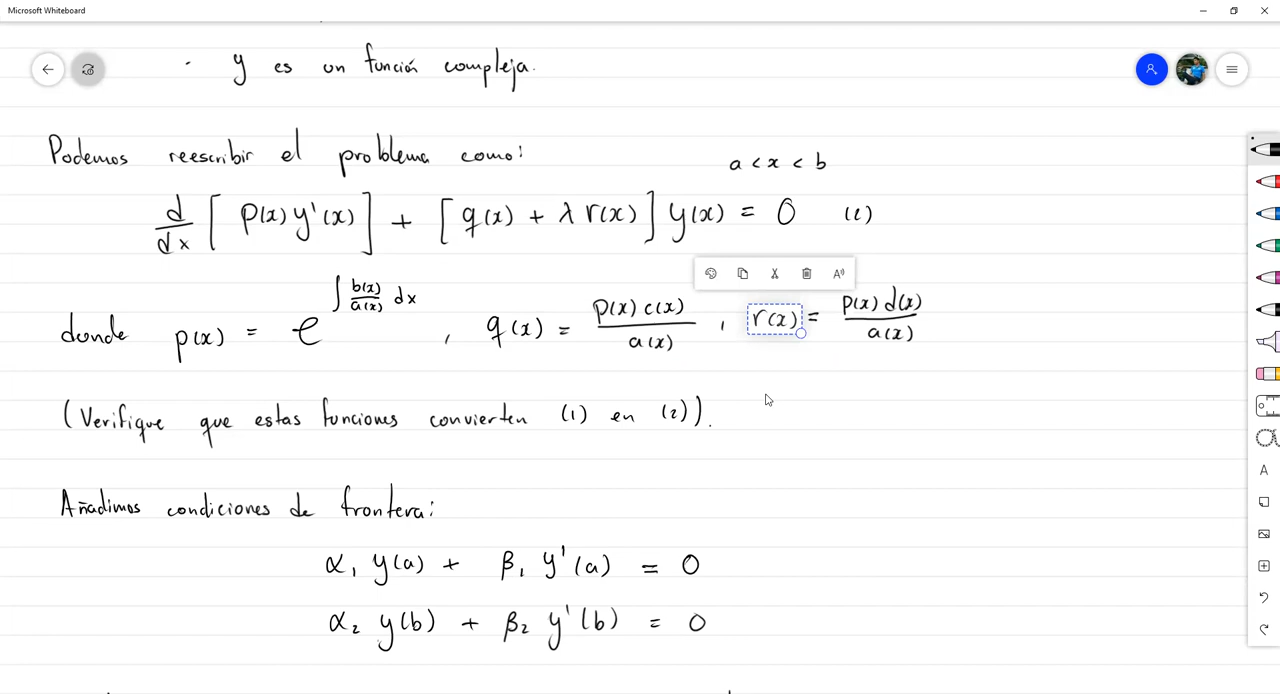 Microsoft Whiteboard
· y es un función compleja.
Podemos reescribir el problema como:
a < x < b
d/dx [ p(x) y'(x) ] + [ q(x) + λ r(x) ] y(x) = 0 (2)
donde p(x) = e^{∫ b(x)/a(x) dx} , q(x) = p(x) c(x)/a(x) , r(x) = p(x) d(x)/a(x)
(Verifique que estas funciones convierten (1) en (2)).
Añadimos condiciones de frontera:
α₁ y(a) + β₁ y'(a) = 0
α₂ y(b) + β₂ y'(b) = 0